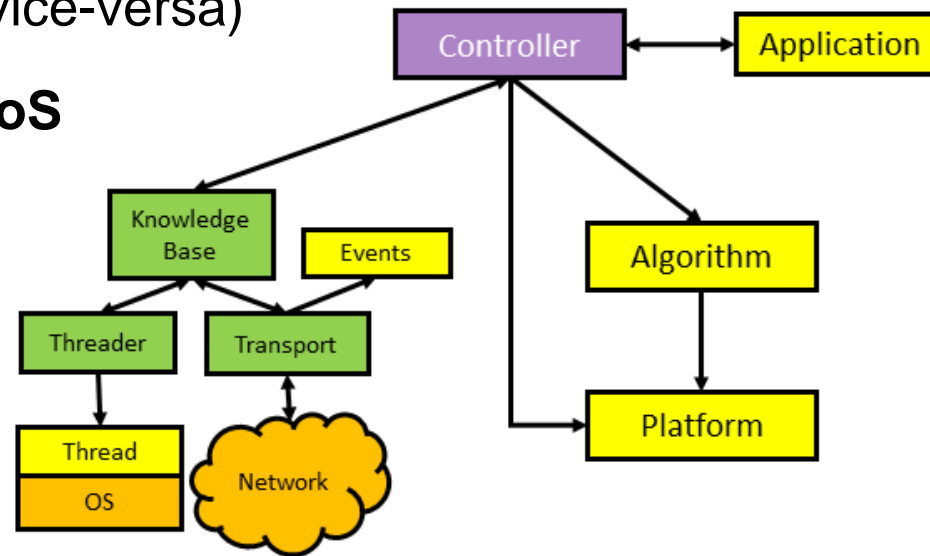 vice-versa)
oS
Controller
Application
Knowledge
Base
Events
Algorithm
Threader
Transport
Platform
Thread
OS
Network